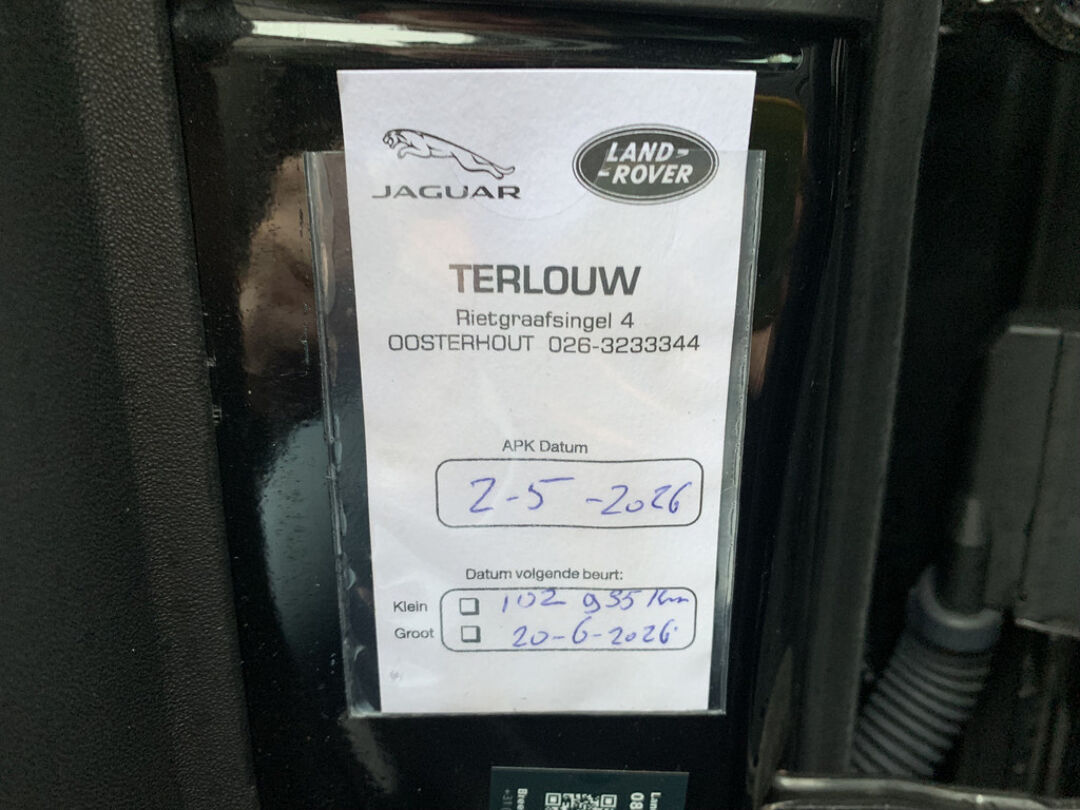 JAGUAR
LAND-
-ROVER
TERLOUW
Rietgraafsingel 4
OOSTERHOUT 026-3233344
APK Datum
2-5-2026
Datum volgende beurt:
Klein 102 935 Km
Groot 20-6-2026